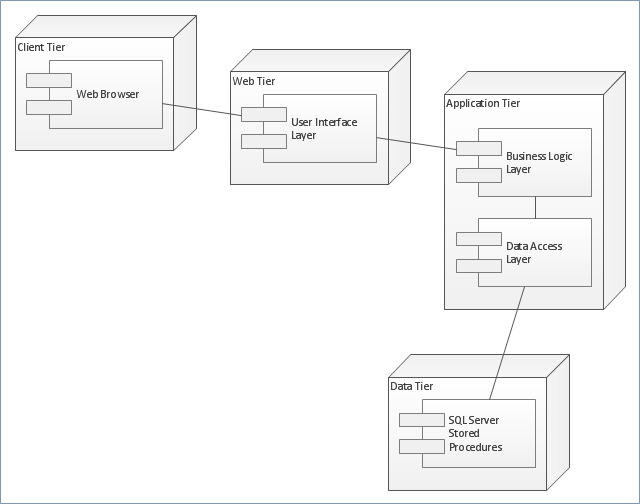 Client Tier
Web Browser
Web Tier
User Interface
Layer
Application Tier
Business Logic
Layer
Data Access
Layer
Data Tier
SQL Server
Stored
Procedures